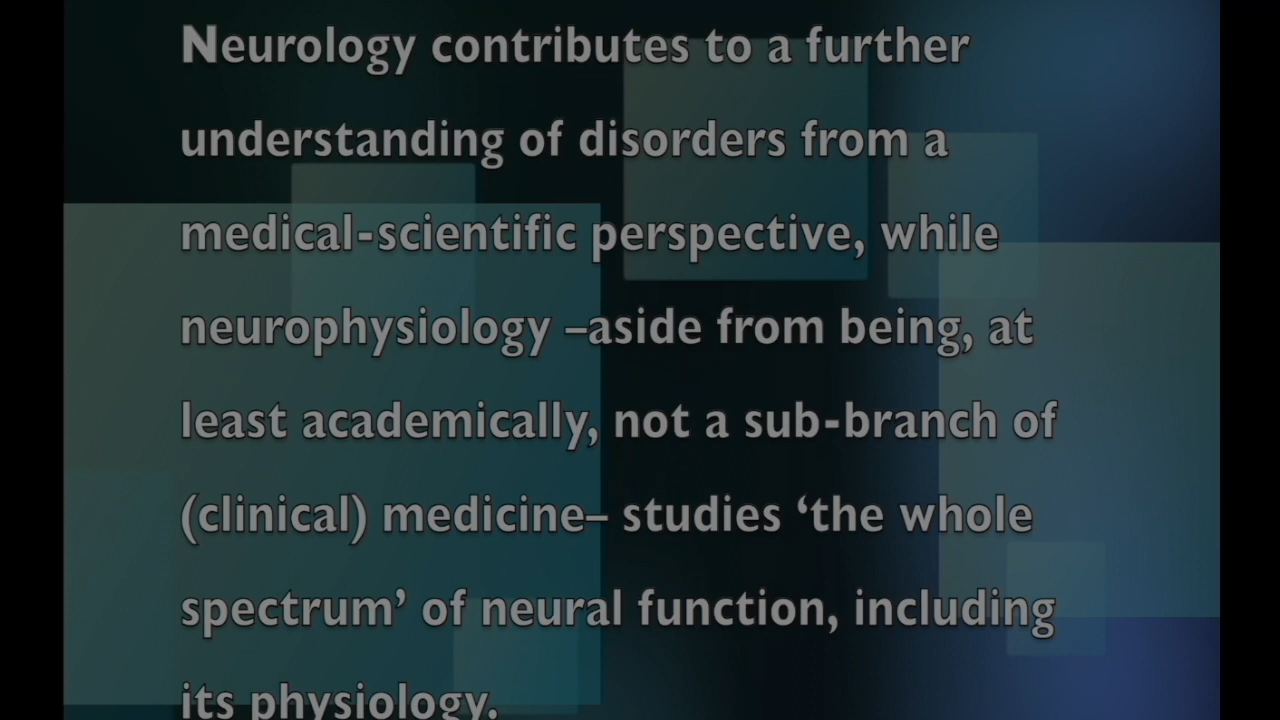 Neurology contributes to a further
understanding of disorders from a
medical-scientific perspective, while
neurophysiology –aside from being, at
least academically, not a sub-branch of
(clinical) medicine– studies ‘the whole
spectrum’ of neural function, including
its physiology.